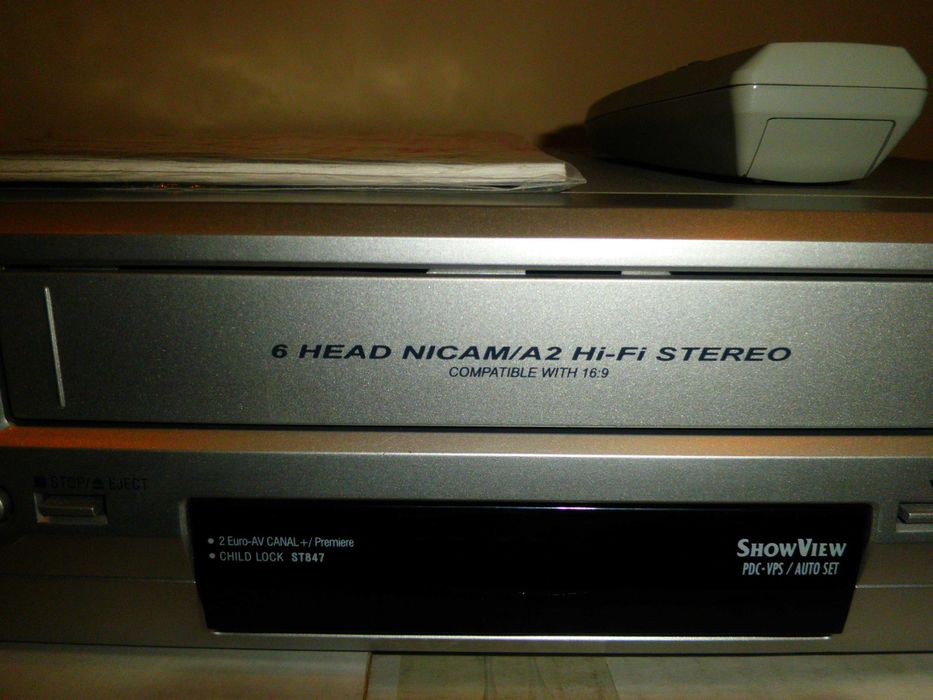 6 HEAD NICAM/A2 Hi-Fi STEREO
COMPATIBLE WITH 16:9
■ STOP/⏏ EJECT
• 2 Euro-AV CANAL+/ Premiere
• CHILD LOCK ST847
SHOWVIEW
PDC-VPS / AUTO SET